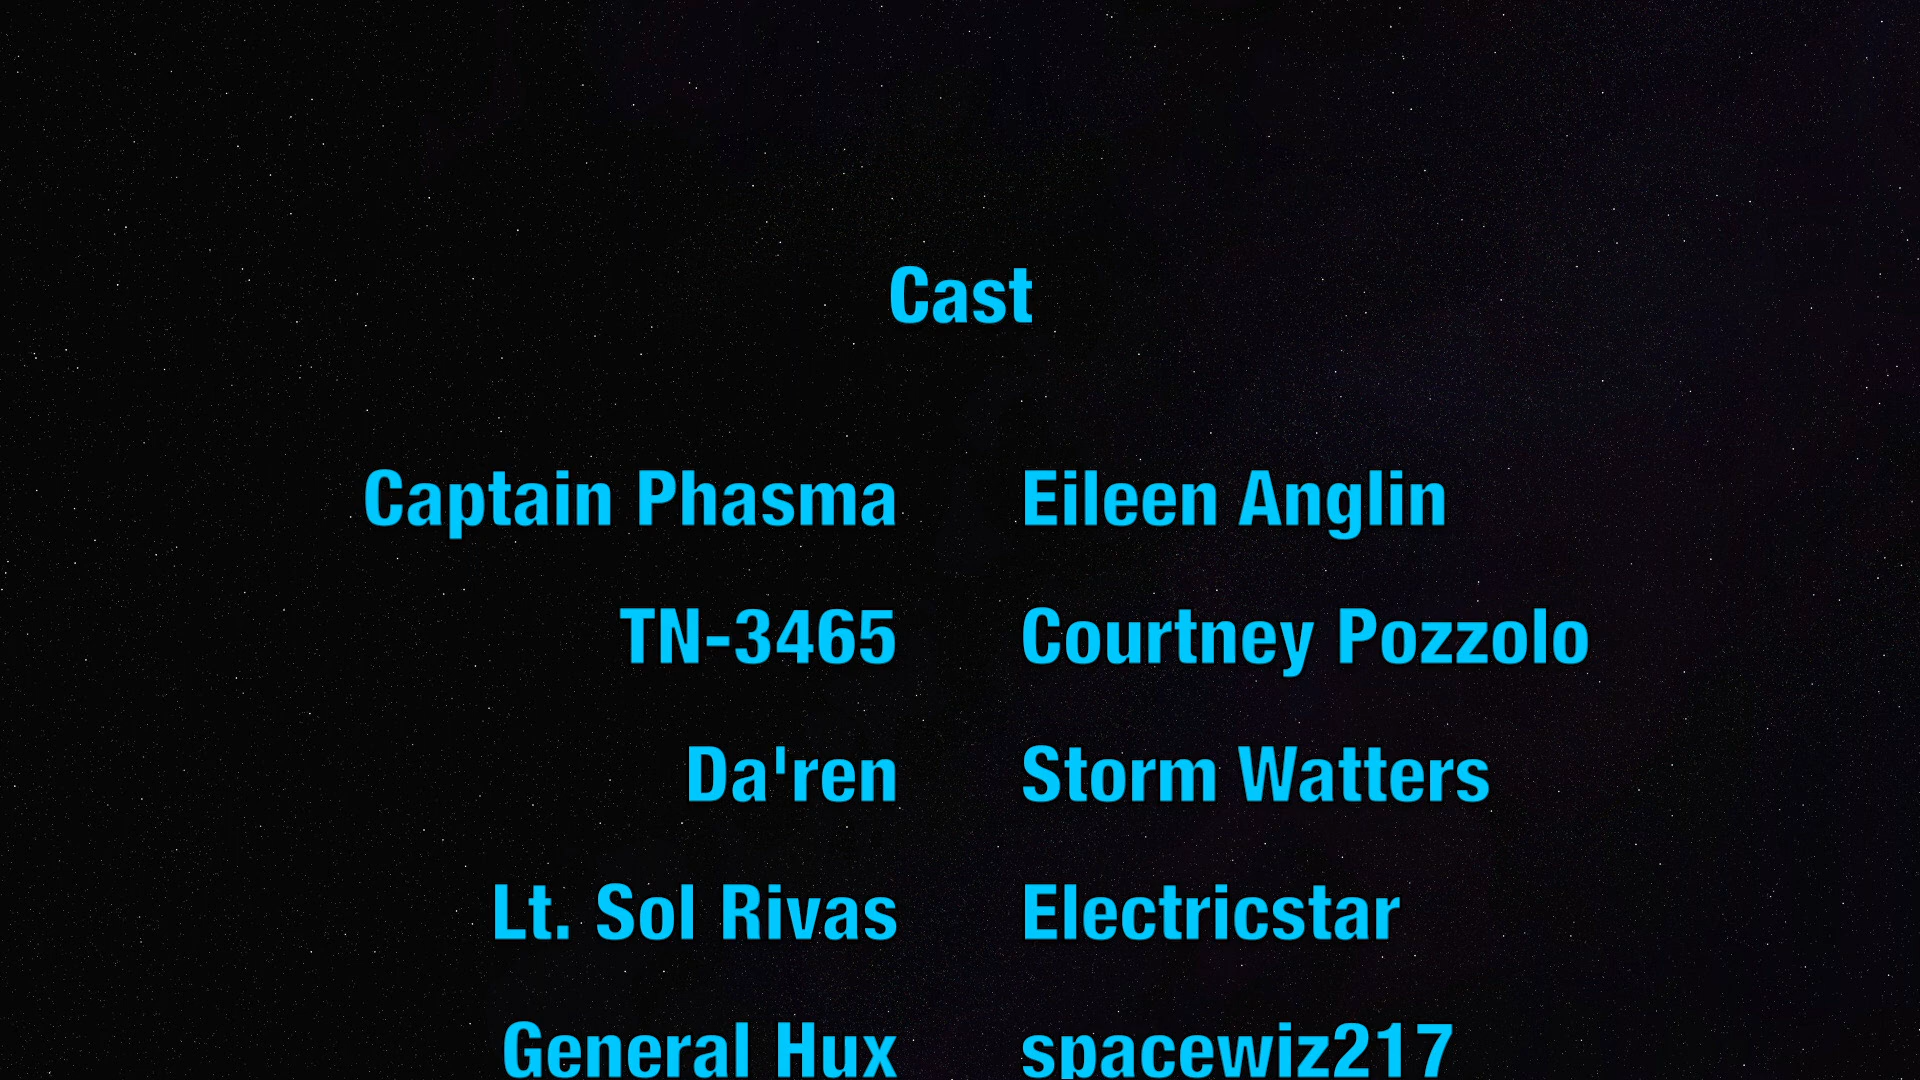 Cast
Captain Phasma Eileen Anglin
TN-3465 Courtney Pozzolo
Da'ren Storm Watters
Lt. Sol Rivas Electricstar
General Hux spacewiz217